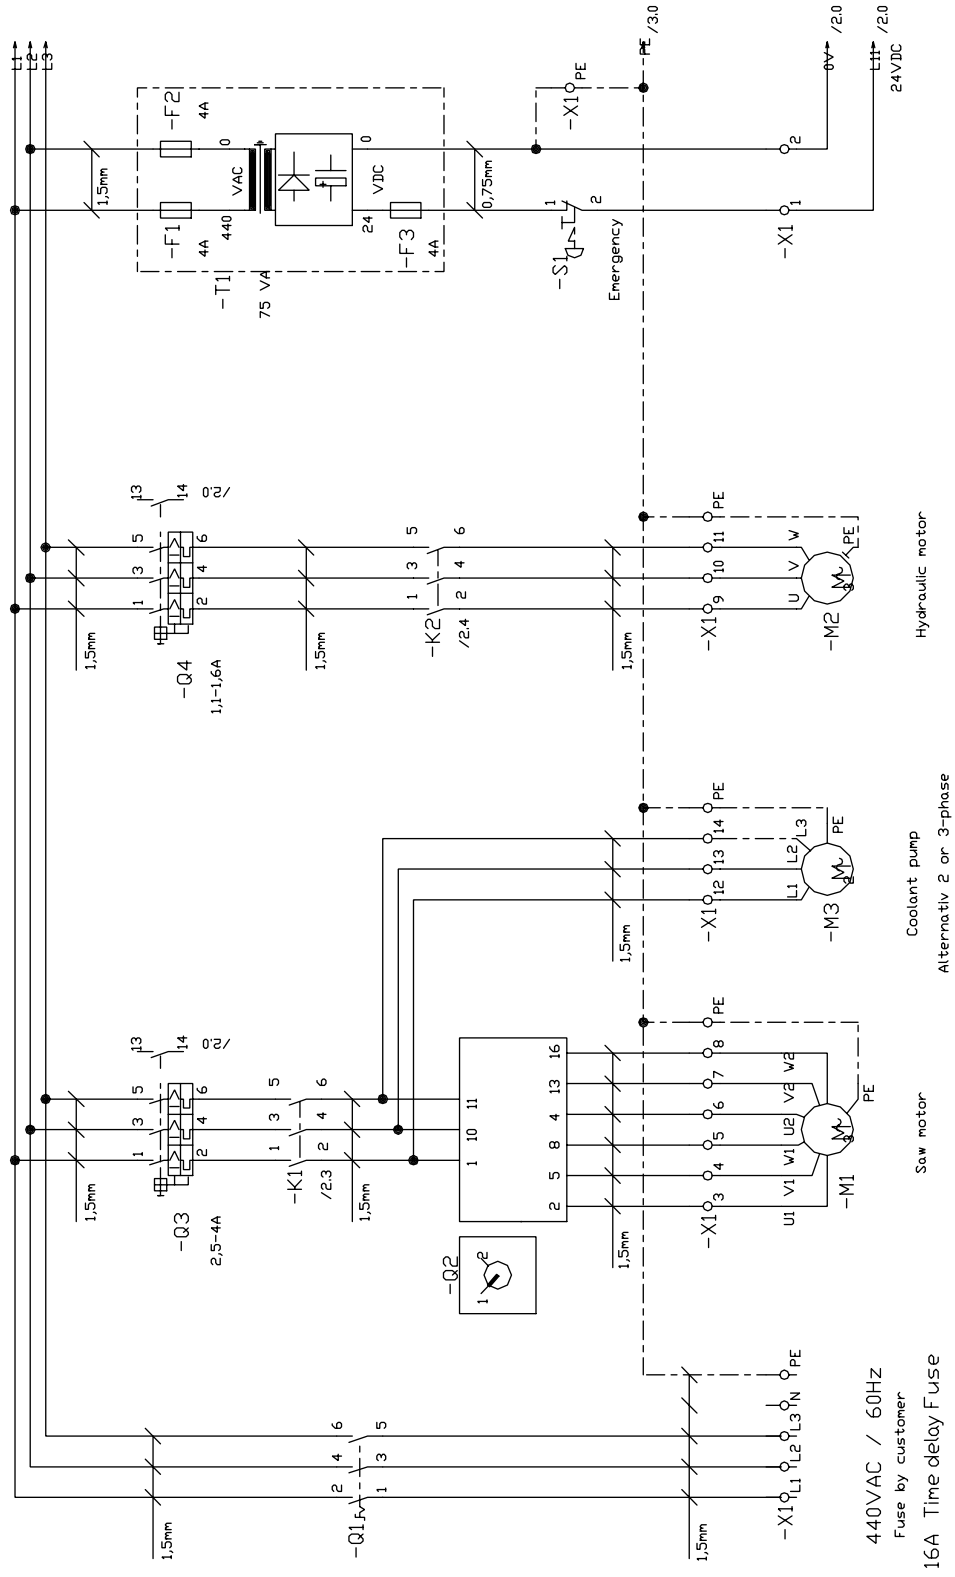 L1
L2
L3
1,5mm
-Q1
2
4
6
1
3
5
1,5mm
-X1
L1
L2
L3
N
PE
440VAC / 60Hz
Fuse by customer
16A Time delay Fuse
1,5mm
1
3
5
13
14
/2.0
-Q3
2,5-4A
2
4
6
-K1
/2.3
1
3
5
2
4
6
1,5mm
-Q2
1
2
1
10
11
2
5
8
4
13
16
1,5mm
-X1
3
4
5
6
7
8
PE
U1
V1
W1
U2
V2
W2
PE
-M1
M
3
Saw motor
1,5mm
-X1
12
13
14
PE
L1
L2
L3
PE
-M3
M
2
Coolant pump
Alternativ 2 or 3-phase
1,5mm
1
3
5
13
14
/2.0
-Q4
1,1-1,6A
2
4
6
1,5mm
-K2
/2.4
1
3
5
2
4
6
1,5mm
-X1
9
10
11
PE
U
V
W
PE
-M2
M
3
Hydraulic motor
1,5mm
-F1
4A
-F2
4A
-T1
75 VA
440
VAC
0
24
VDC
0
-F3
4A
0,75mm
-S1
1
2
Emergency
-X1
PE
PE
/3.0
-X1
1
2
0V
/2.0
L11
/2.0
24VDC